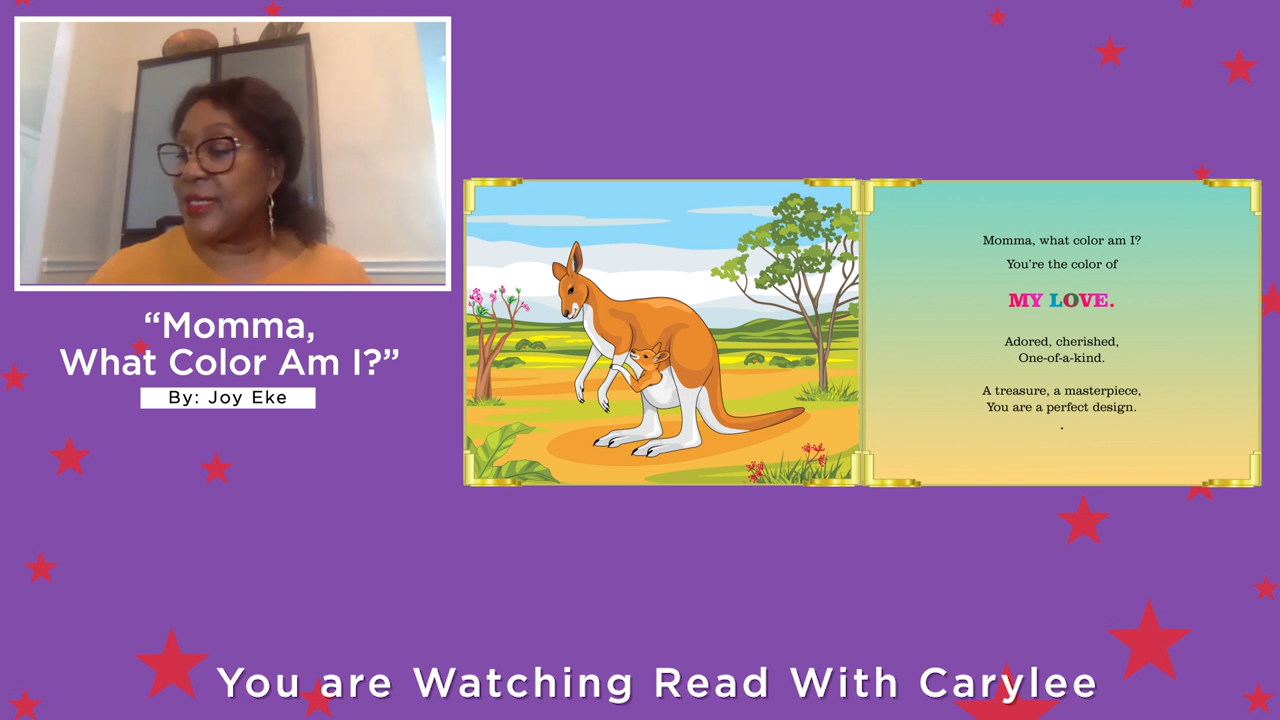 “Momma,
What Color Am I?”
By: Joy Eke
Momma, what color am I?
You’re the color of
MY LOVE.
Adored, cherished,
One-of-a-kind.
A treasure, a masterpiece,
You are a perfect design.
.
You are Watching Read With Carylee